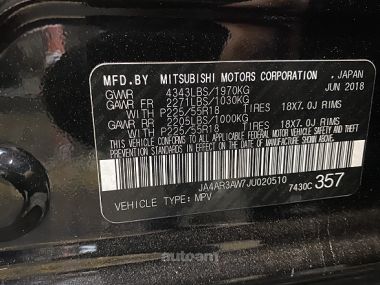 MFD.BY MITSUBISHI MOTORS CORPORATION, JAPAN
GVWR 4343LBS/1970KG JUN 2018
GAWR FR 2271LBS/1030KG
WITH P225/55R18 TIRES 18X7.0J RIMS
GAWR RR 2205LBS/1000KG
WITH P225/55R18 TIRES 18X7.0J RIMS
THIS VEHICLE CONFORMS TO ALL APPLICABLE
FEDERAL MOTOR VEHICLE SAFETY, BUMPER AND THEFT
PREVENTION STANDARDS IN EFFECT ON THE DATE OF
MANUFACTURE SHOWN ABOVE.
JA4AR3AW7JU020510
VEHICLE TYPE: MPV 7430C 357
autoam